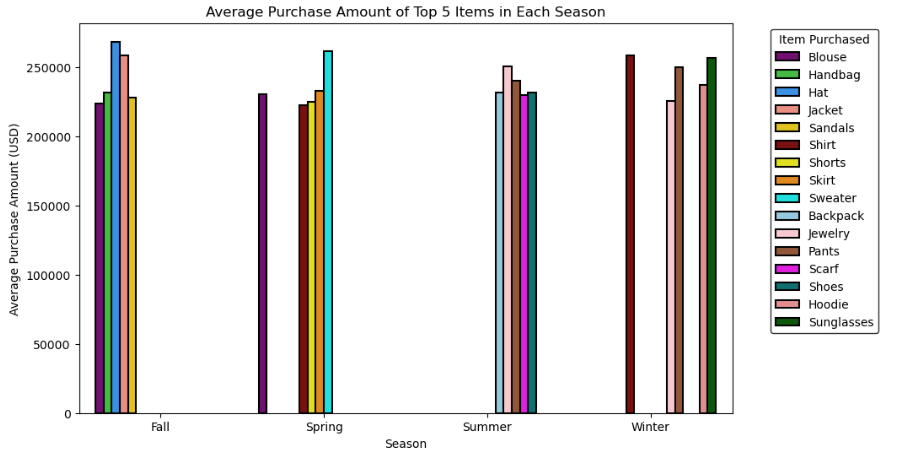 Average Purchase Amount of Top 5 Items in Each Season
Average Purchase Amount (USD)
250000
200000
150000
100000
50000
0
Fall
Spring
Summer
Winter
Season
Item Purchased
Blouse
Handbag
Hat
Jacket
Sandals
Shirt
Shorts
Skirt
Sweater
Backpack
Jewelry
Pants
Scarf
Shoes
Hoodie
Sunglasses